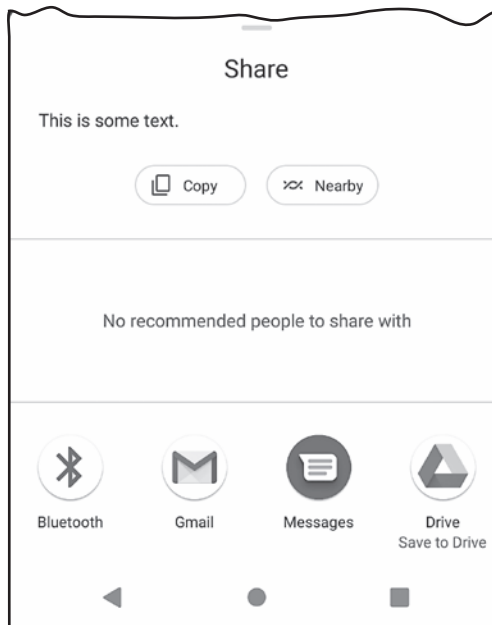 Share
This is some text.
Copy Nearby
No recommended people to share with
Bluetooth Gmail Messages Drive
Save to Drive